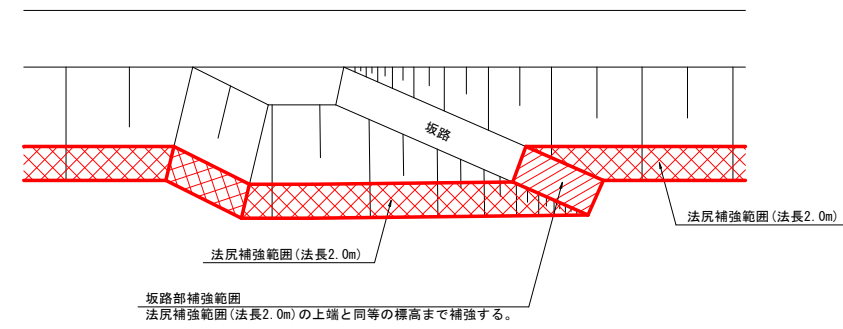 坂路
法尻補強範囲(法長2.0m)
法尻補強範囲(法長2.0m)
坂路部補強範囲
法尻補強範囲(法長2.0m)の上端と同等の標高まで補強する。